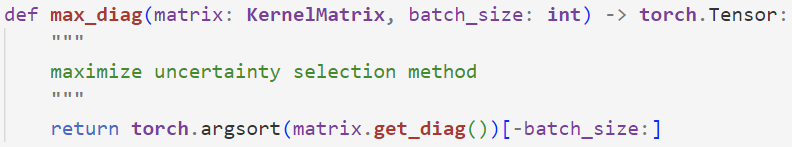 def max_diag(matrix: KernelMatrix, batch_size: int) -> torch.Tensor:
    """
    maximize uncertainty selection method
    """
    return torch.argsort(matrix.get_diag())[-batch_size:]